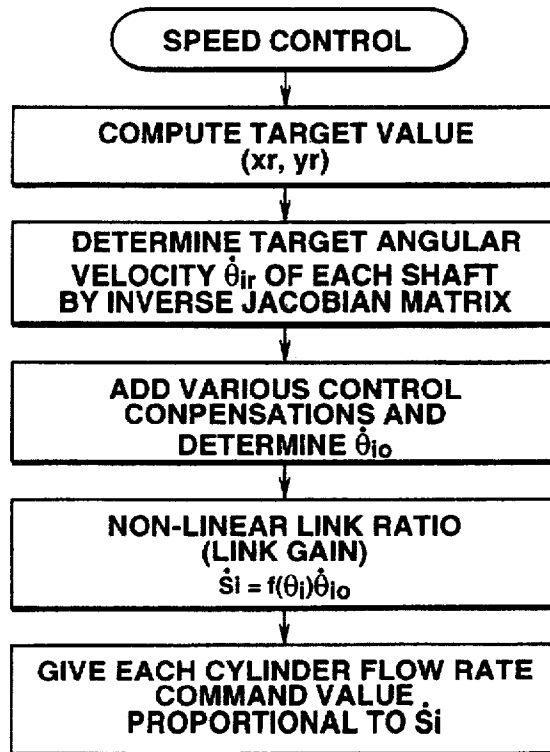 SPEED CONTROL
COMPUTE TARGET VALUE
(xr, yr)
DETERMINE TARGET ANGULAR
VELOCITY θ̇ir OF EACH SHAFT
BY INVERSE JACOBIAN MATRIX
ADD VARIOUS CONTROL
CONPENSATIONS AND
DETERMINE θ̇io
NON-LINEAR LINK RATIO
(LINK GAIN)
Ṡi = f(θi)θ̇io
GIVE EACH CYLINDER FLOW RATE
COMMAND VALUE
PROPORTIONAL TO Ṡi